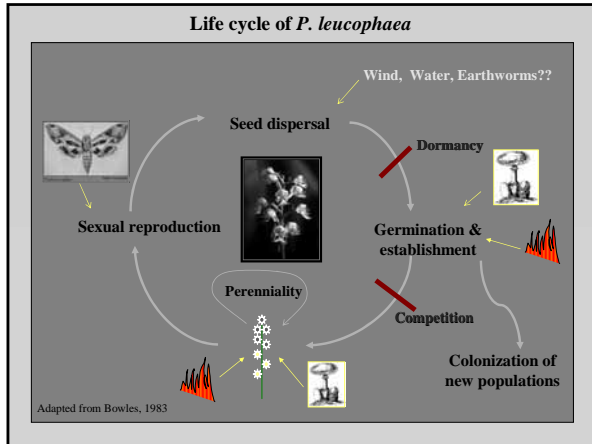 Life cycle of P. leucophaea
Wind, Water, Earthworms??
Seed dispersal
Dormancy
Sexual reproduction
Germination &
establishment
Perenniality
Competition
Colonization of
new populations
Adapted from Bowles, 1983